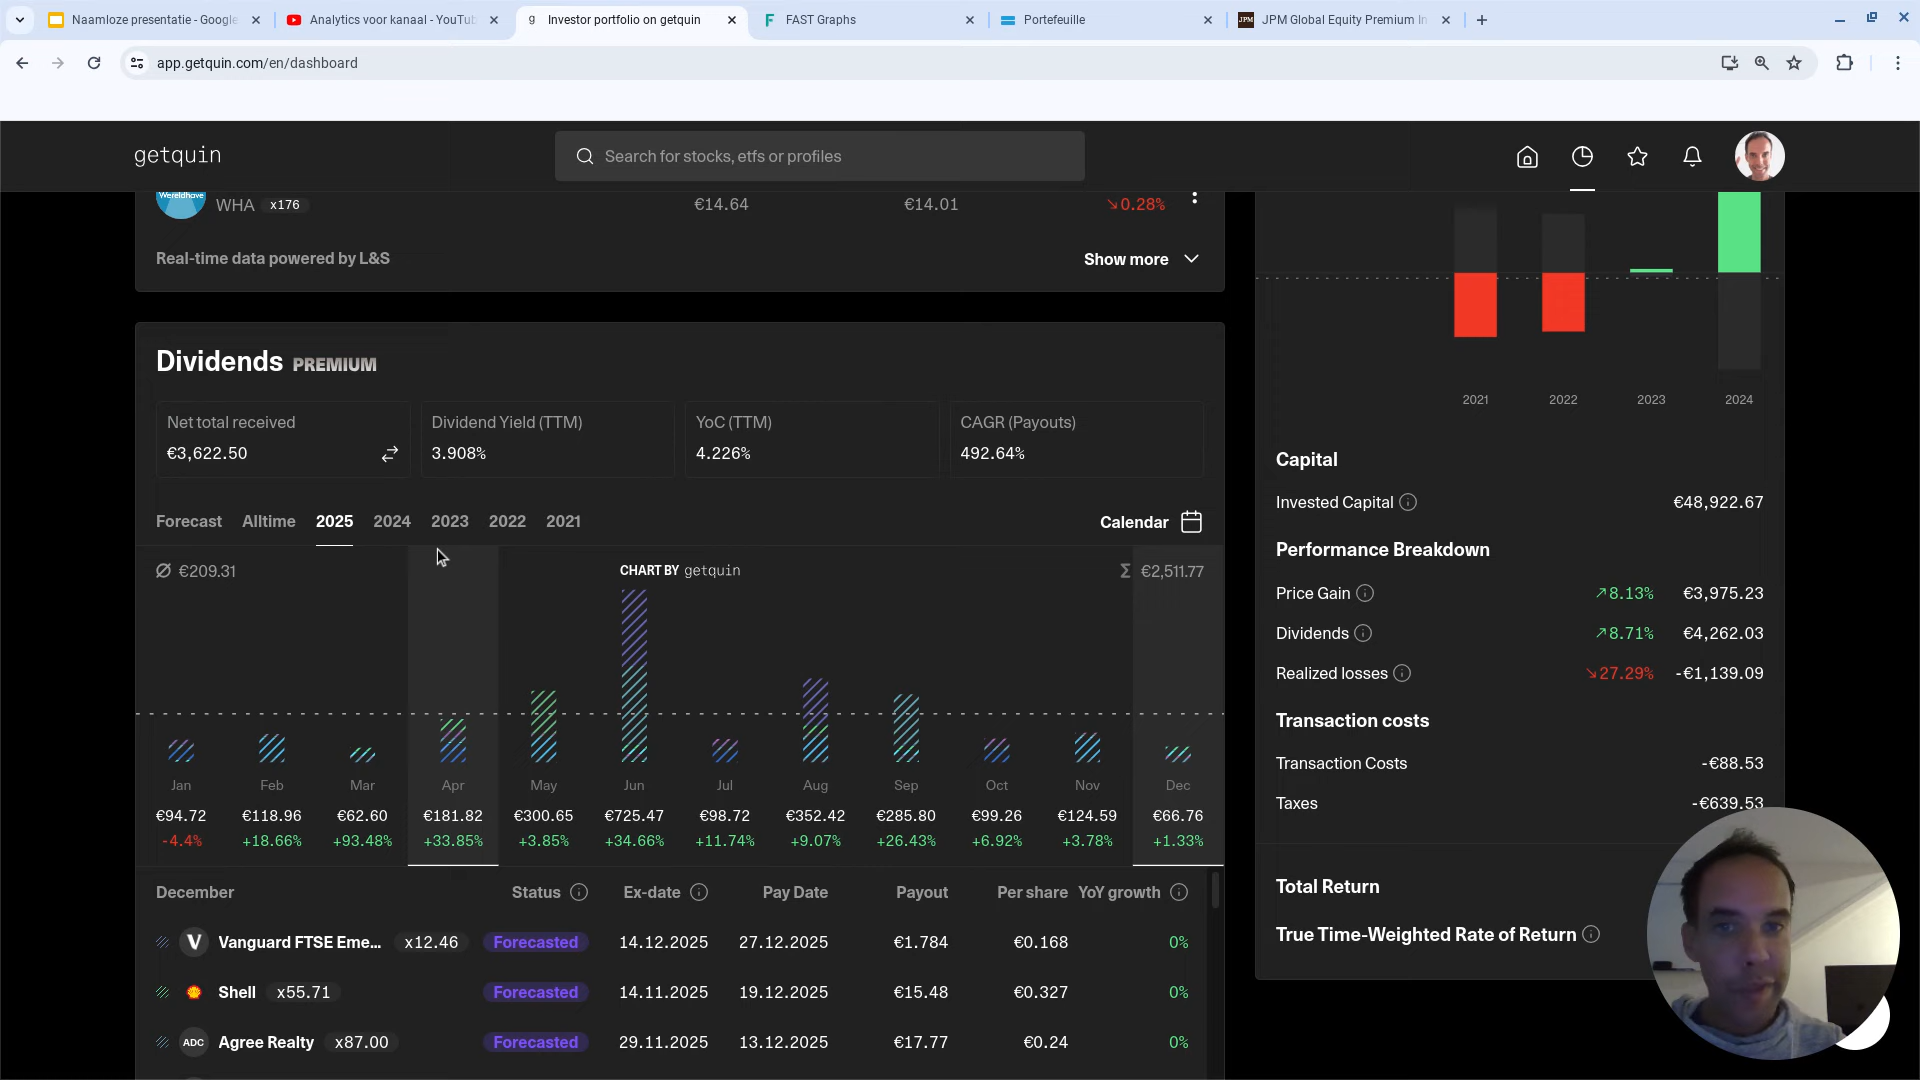 Naamloze presentatie - Google
Analytics voor kanaal - YouTu
Investor portfolio on getquin
FAST Graphs
Portefeuille
JPM Global Equity Premium In
app.getquin.com/en/dashboard
getquin
Search for stocks, etfs or profiles
Wereldhave
WHA x176 €14.64 €14.01 ↘0.28%
Real-time data powered by L&S
Show more
Dividends PREMIUM
Net total received
€3,622.50
Dividend Yield (TTM)
3.908%
YoC (TTM)
4.226%
CAGR (Payouts)
492.64%
Forecast Alltime 2025 2024 2023 2022 2021
Calendar
Ø €209.31
CHART BY getquin
Σ €2,511.77
Jan Feb Mar Apr May Jun Jul Aug Sep Oct Nov Dec
€94.72 €118.96 €62.60 €181.82 €300.65 €725.47 €98.72 €352.42 €285.80 €99.26 €124.59 €66.76
-4.4% +18.66% +93.48% +33.85% +3.85% +34.66% +11.74% +9.07% +26.43% +6.92% +3.78% +1.33%
December Status Ex-date Pay Date Payout Per share YoY growth
V Vanguard FTSE Eme... x12.46 Forecasted 14.12.2025 27.12.2025 €1.784 €0.168 0%
Shell x55.71 Forecasted 14.11.2025 19.12.2025 €15.48 €0.327 0%
ADC Agree Realty x87.00 Forecasted 29.11.2025 13.12.2025 €17.77 €0.24 0%
2021 2022 2023 2024
Capital
Invested Capital €48,922.67
Performance Breakdown
Price Gain ↗8.13% €3,975.23
Dividends ↗8.71% €4,262.03
Realized losses ↘27.29% -€1,139.09
Transaction costs
Transaction Costs -€88.53
Taxes -€639.53
Total Return
True Time-Weighted Rate of Return